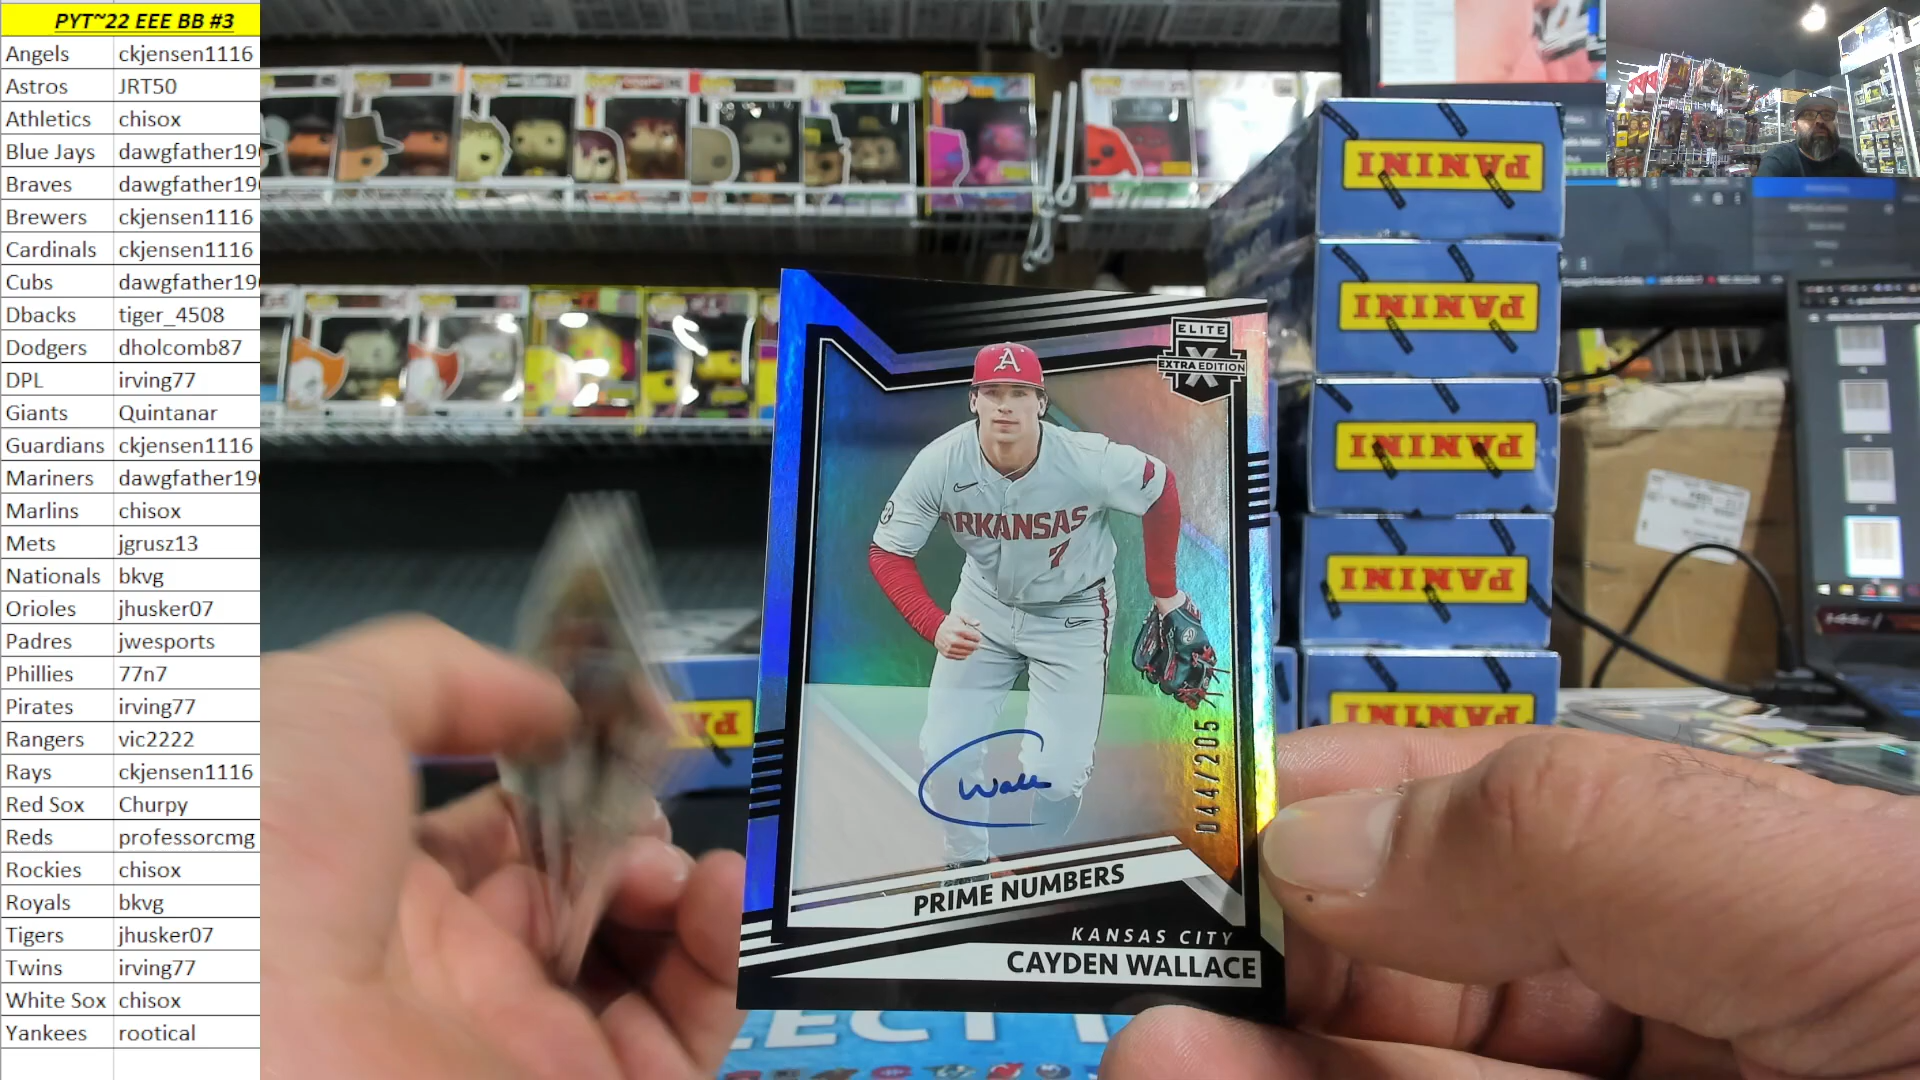 PYT~22 EEE BB #3
Angels ckjensen1116
Astros JRT50
Athletics chisox
Blue Jays dawgfather19
Braves dawgfather19
Brewers ckjensen1116
Cardinals ckjensen1116
Cubs dawgfather19
Dbacks tiger_4508
Dodgers dholcomb87
DPL irving77
Giants Quintanar
Guardians ckjensen1116
Mariners dawgfather19
Marlins chisox
Mets jgrusz13
Nationals bkvg
Orioles jhusker07
Padres jwesports
Phillies 77n7
Pirates irving77
Rangers vic2222
Rays ckjensen1116
Red Sox Churpy
Reds professorcmg
Rockies chisox
Royals bkvg
Tigers jhusker07
Twins irving77
White Sox chisox
Yankees rootical
PANINI
PANINI
PANINI
PANINI
PANINI
ELITE
X
EXTRA EDITION
A
ARKANSAS
7
044/205
PRIME NUMBERS
KANSAS CITY
CAYDEN WALLACE